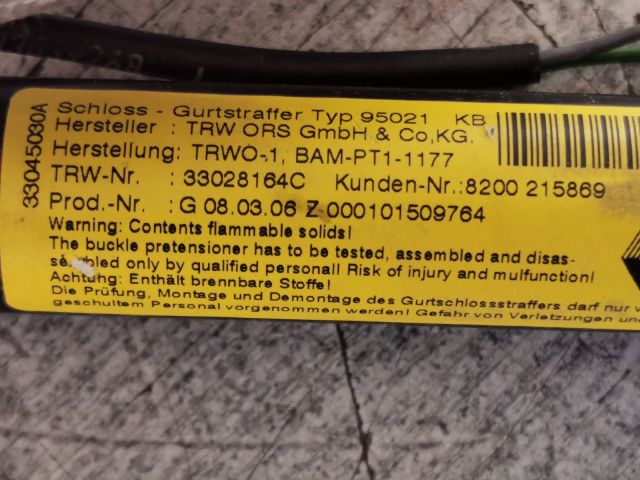 33045030A
Schloss - Gurtstraffer Typ 95021 KB
Hersteller : TRW ORS GmbH & Co,KG.
Herstellung: TRWO-1, BAM-PT1-1177
TRW-Nr. : 33028164C Kunden-Nr.:8200 215869
Prod.-Nr. : G 08.03.06 Z 000101509764
Warning: Contents flammable solids!
The buckle pretensioner has to be tested, assembled and disas-
sembled only by qualified personal! Risk of injury and mulfunction!
Achtung: Enthält brennbare Stoffe!
Die Prüfung, Montage und Demontage des Gurtschlossstraffers darf nur
geschultem Personal vorgenommen werden! Gefahr von Verletzungen